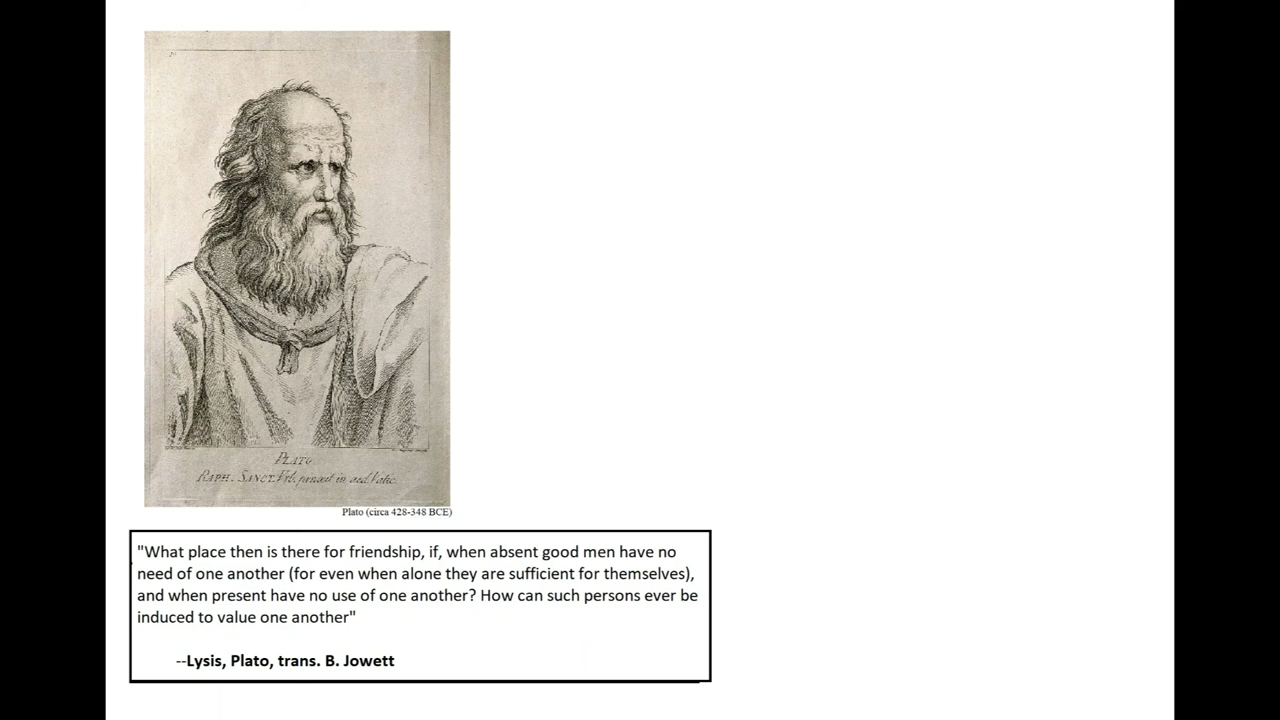 PLATO
RAPH. SANCT. Urb. pinxit in aed. Vatic.
Plato (circa 428-348 BCE)
"What place then is there for friendship, if, when absent good men have no
need of one another (for even when alone they are sufficient for themselves),
and when present have no use of one another? How can such persons ever be
induced to value one another"
--Lysis, Plato, trans. B. Jowett